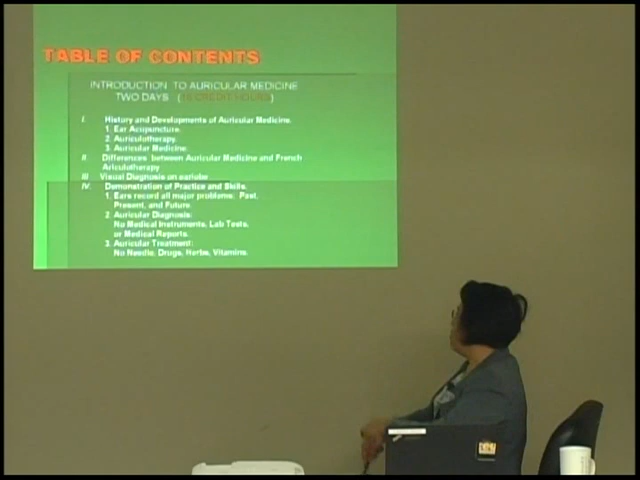 TABLE OF CONTENTS
INTRODUCTION TO AURICULAR MEDICINE
TWO DAYS (
I. History and Developments of Auricular Medicine
1. Ear Acupuncture.
2. Auriculotherapy.
3. Auricular Medicine.
II. Differences between Auricular Medicine and French
Ariculotherapy
III Visual Diagnosis on
IV. Demonstration of Practice and Skills.
1. Ears record all major problems: Past,
Present, and Future.
2. Auricular Diagnosis:
No Medical Instruments, Lab Tests,
or Medical Reports.
3. Auricular Treatment:
No Needle, Drugs, Herbs, Vitamins.